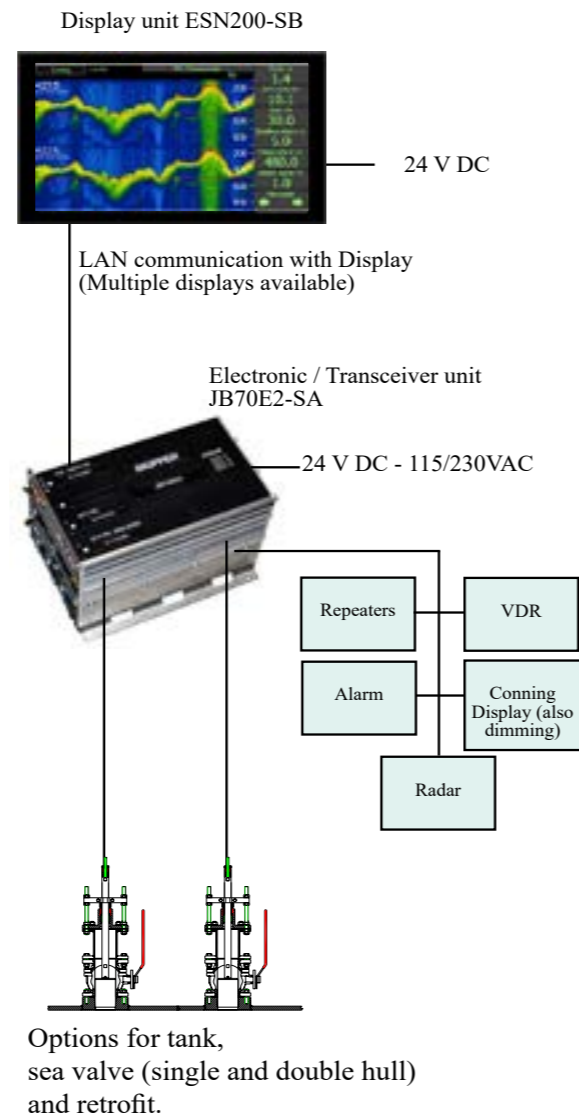 Display unit ESN200-SB
24 V DC
LAN communication with Display
(Multiple displays available)
Electronic / Transceiver unit
JB70E2-SA
24 V DC - 115/230VAC
Repeaters
VDR
Alarm
Conning
Display (also
dimming)
Radar
Options for tank,
sea valve (single and double hull)
and retrofit.